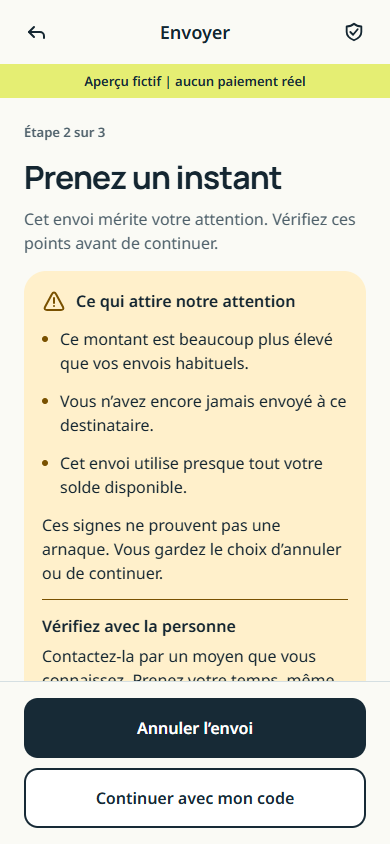 Envoyer
Aperçu fictif | aucun paiement réel
Étape 2 sur 3
Prenez un instant
Cet envoi mérite votre attention. Vérifiez ces
points avant de continuer.
Ce qui attire notre attention
Ce montant est beaucoup plus élevé
que vos envois habituels.
Vous n’avez encore jamais envoyé à ce
destinataire.
Cet envoi utilise presque tout votre
solde disponible.
Ces signes ne prouvent pas une
arnaque. Vous gardez le choix d’annuler
ou de continuer.
Vérifiez avec la personne
Contactez-la par un moyen que vous
connaissez. Prenez votre temps, même
Annuler l’envoi
Continuer avec mon code